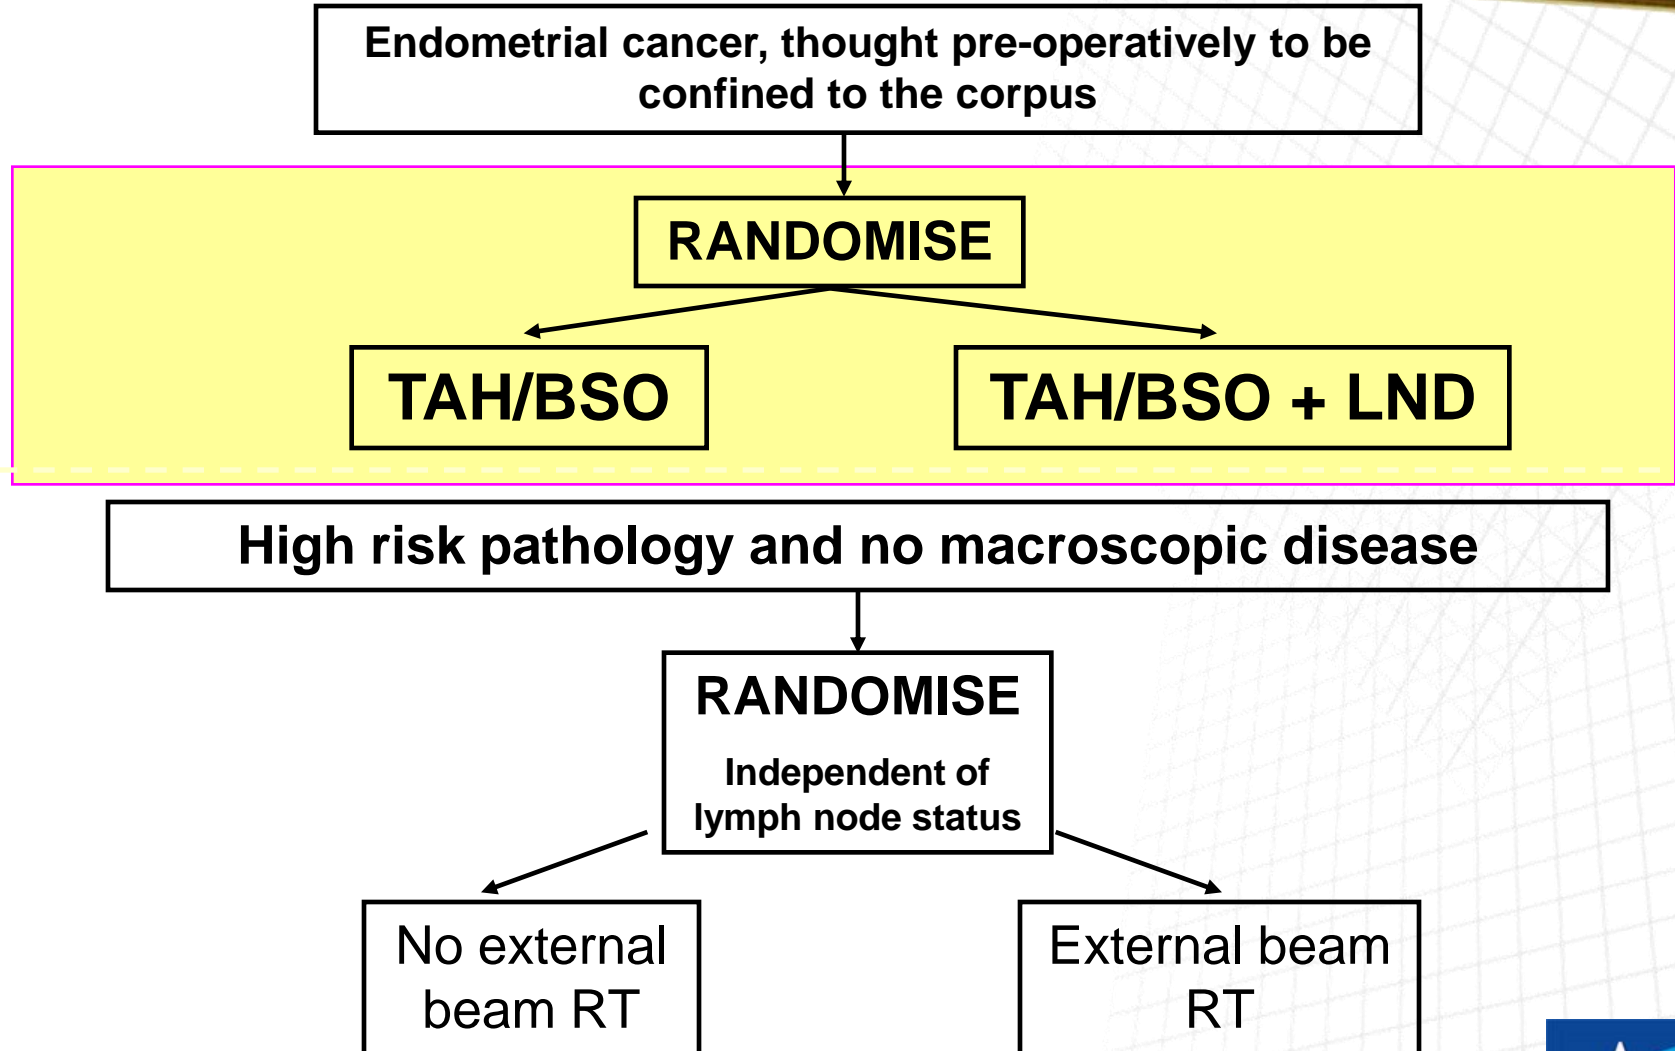 Endometrial cancer, thought pre-operatively to be
confined to the corpus
RANDOMISE
TAH/BSO
TAH/BSO + LND
High risk pathology and no macroscopic disease
RANDOMISE
Independent of
lymph node status
No external
beam RT
External beam
RT